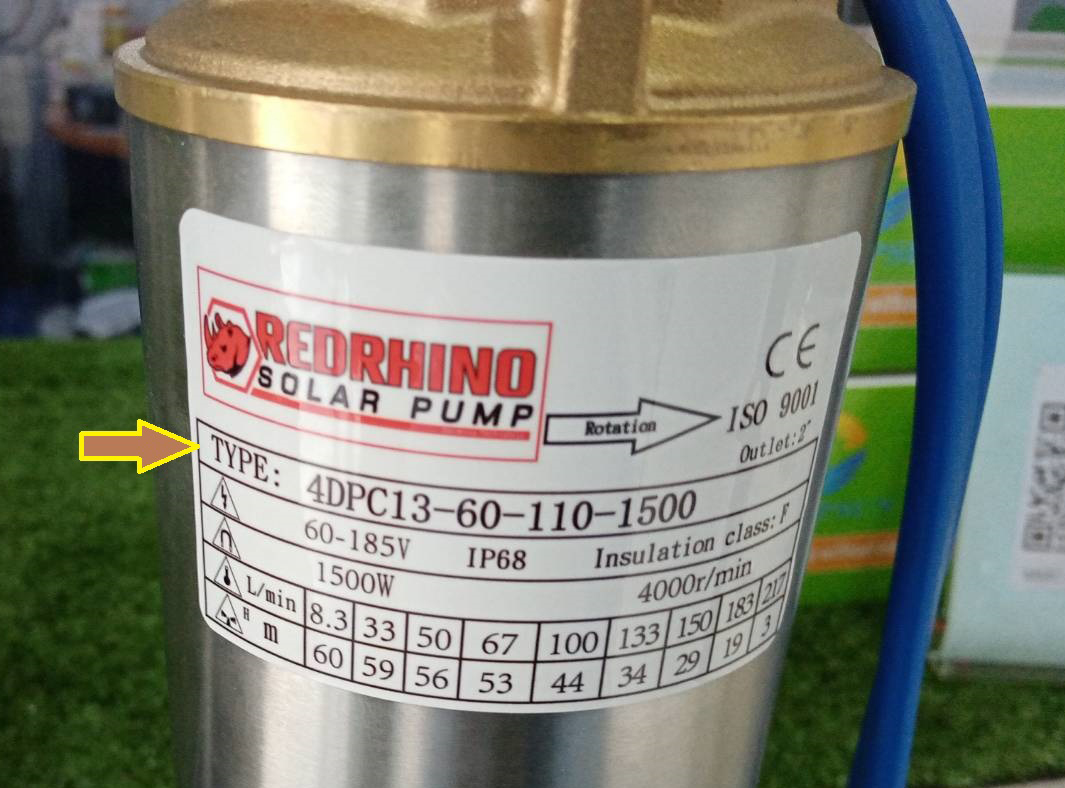 REDRHINO
SOLAR PUMP
Rotation
CE
ISO 9001
Outlet:2"
TYPE: 4DPC13-60-110-1500
60-185V IP68 Insulation class: F
1500W 4000r/min
L/min 8.3 33 50 67 100 133 150 183 217
H m 60 59 56 53 44 34 29 19 3